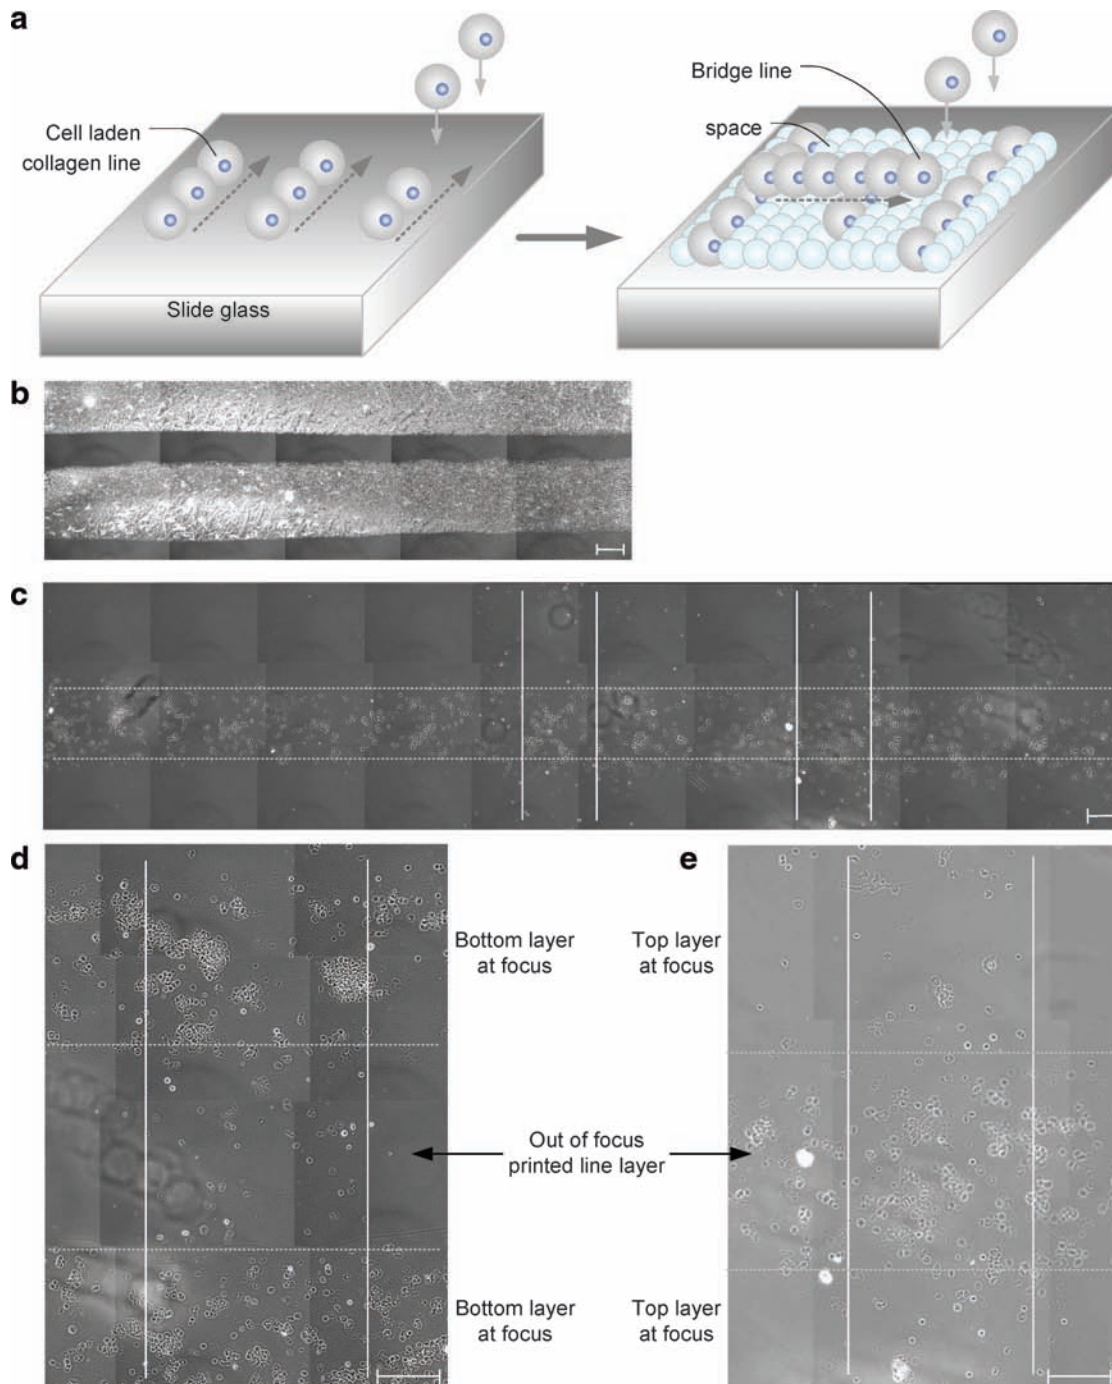 a
Cell laden
collagen line
Slide glass
Bridge line
space
b
c
d
e
Bottom layer
at focus
Top layer
at focus
Out of focus
printed line layer
Bottom layer
at focus
Top layer
at focus